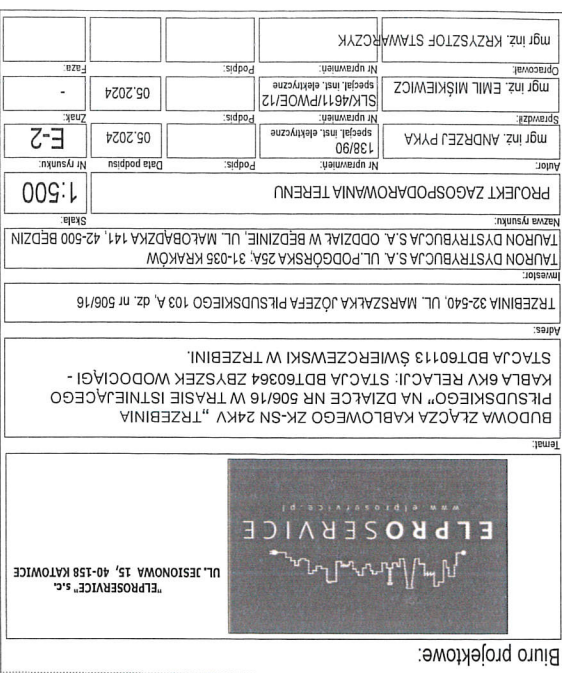 Biuro projektowe:
ELPROSERVICE
www.elproservice.pl
"ELPROSERVICE" s.c.
UL. JESIONOWA 15, 40-158 KATOWICE
Temat:
BUDOWA ZŁĄCZA KABLOWEGO ZK-SN 24KV „TRZEBINIA
PIŁSUDSKIEGO” NA DZIAŁCE NR 506/16 W TRASIE ISTNIEJĄCEGO
KABLA 6KV RELACJI: STACJA BDT60364 ZBYSZEK WODOCIĄGI -
STACJA BDT60113 ŚWIERCZEWSKI W TRZEBINI.
Adres:
TRZEBINIA 32-540, UL. MARSZAŁKA JÓZEFA PIŁSUDSKIEGO 103 A, dz. nr 506/16
Inwestor:
TAURON DYSTRYBUCJA S.A. UL.PODGÓRSKA 25A; 31-035 KRAKÓW
TAURON DYSTRYBUCJA S.A. ODDZIAŁ W BĘDZINIE, UL. MAŁOBĄDZKA 141, 42-500 BĘDZIN
Nazwa rysunku: Skala:
PROJEKT ZAGOSPODAROWANIA TERENU 1:500
Autor: Nr uprawnień: Podpis: Data podpisu Nr rysunku:
mgr inż. ANDRZEJ PYKA 138/90 specjal. inst. elektryczne 05.2024 E-2
Sprawdził: Nr uprawnień: Podpis: Znak:
mgr inż. EMIL MIŚKIEWICZ SLK/4611/PWOE/12 specjal. inst. elektryczne 05.2024 -
Opracował: Nr uprawnień: Podpis: Faza:
mgr inż. KRZYSZTOF STAWARCZYK